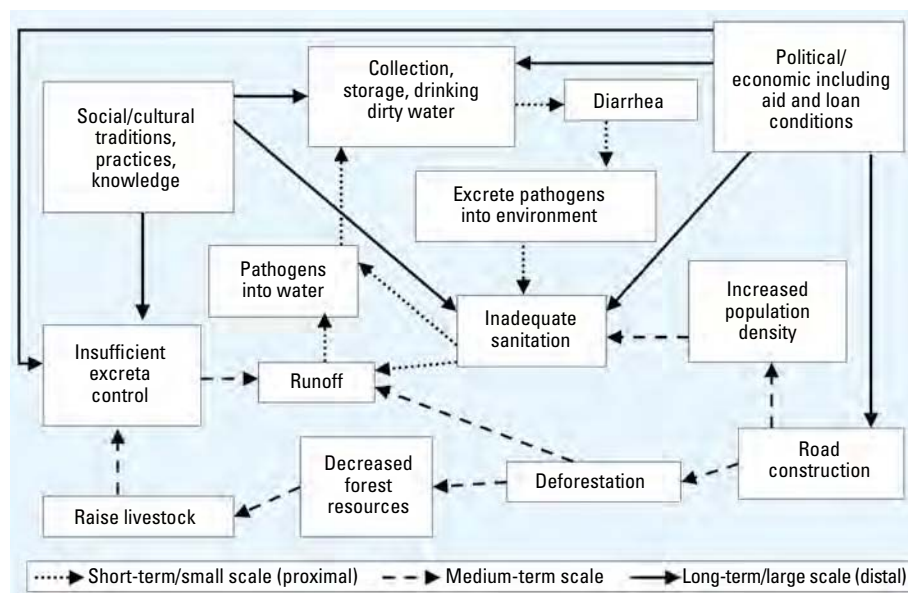 Political/
economic including
aid and loan
conditions
Collection,
storage, drinking
dirty water
Diarrhea
Social/cultural
traditions,
practices,
knowledge
Excrete pathogens
into environment
Pathogens
into water
Increased
population
density
Inadequate
sanitation
Insufficient
excreta
control
Runoff
Road
construction
Decreased
forest
resources
Deforestation
Raise livestock
Short-term/small scale (proximal)
Medium-term scale
Long-term/large scale (distal)